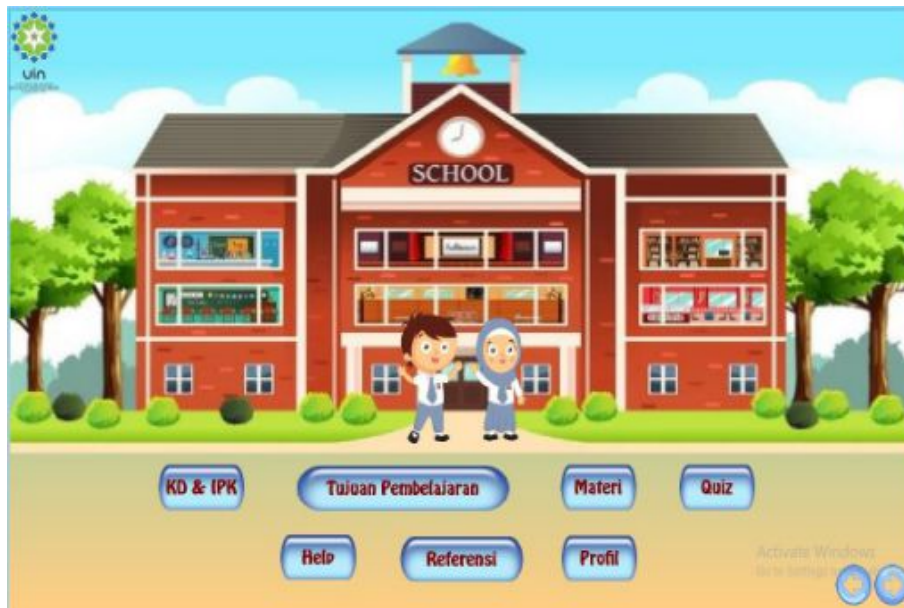 uin
SCHOOL
KD & IPK
Tujuan Pembelajaran
Materi
Quiz
Help
Referensi
Profil
Activate Windows